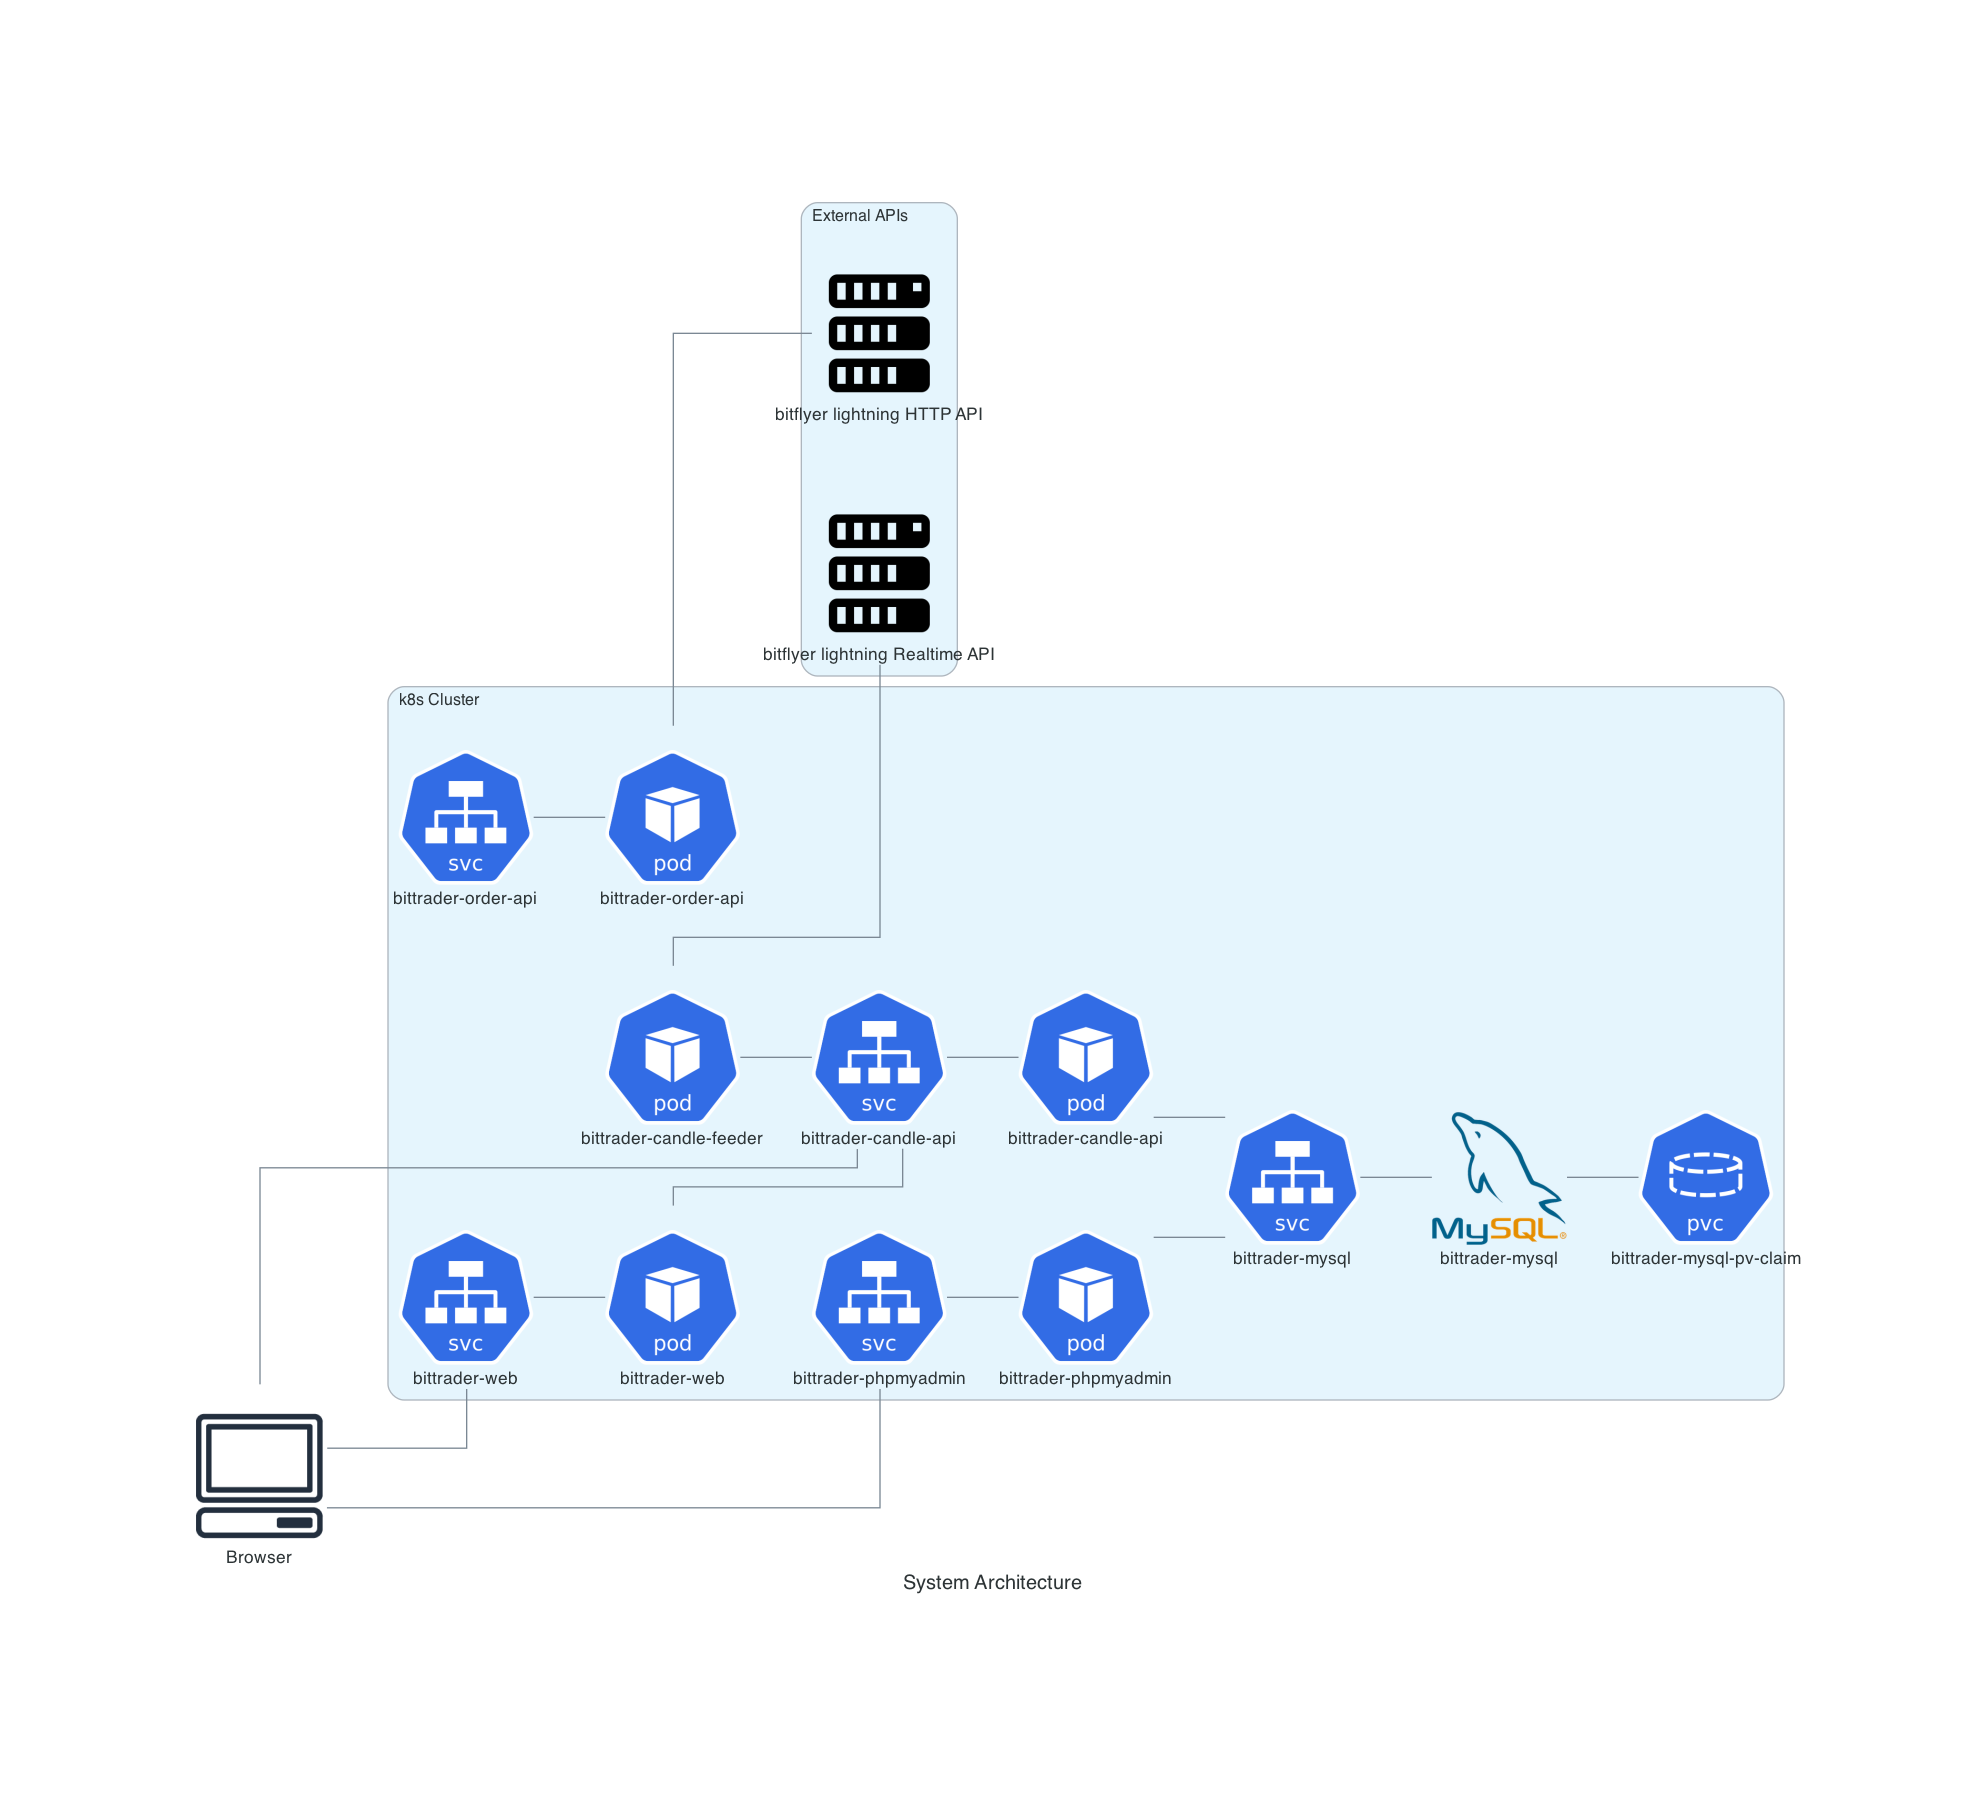 External APIs
bitflyer lightning HTTP API
bitflyer lightning Realtime API
k8s Cluster
svc
pod
bittrader-order-api
bittrader-order-api
pod
svc
pod
bittrader-candle-feeder
bittrader-candle-api
bittrader-candle-api
svc
MySQL®
pvc
bittrader-mysql
bittrader-mysql
bittrader-mysql-pv-claim
svc
pod
svc
pod
bittrader-web
bittrader-web
bittrader-phpmyadmin
bittrader-phpmyadmin
Browser
System Architecture